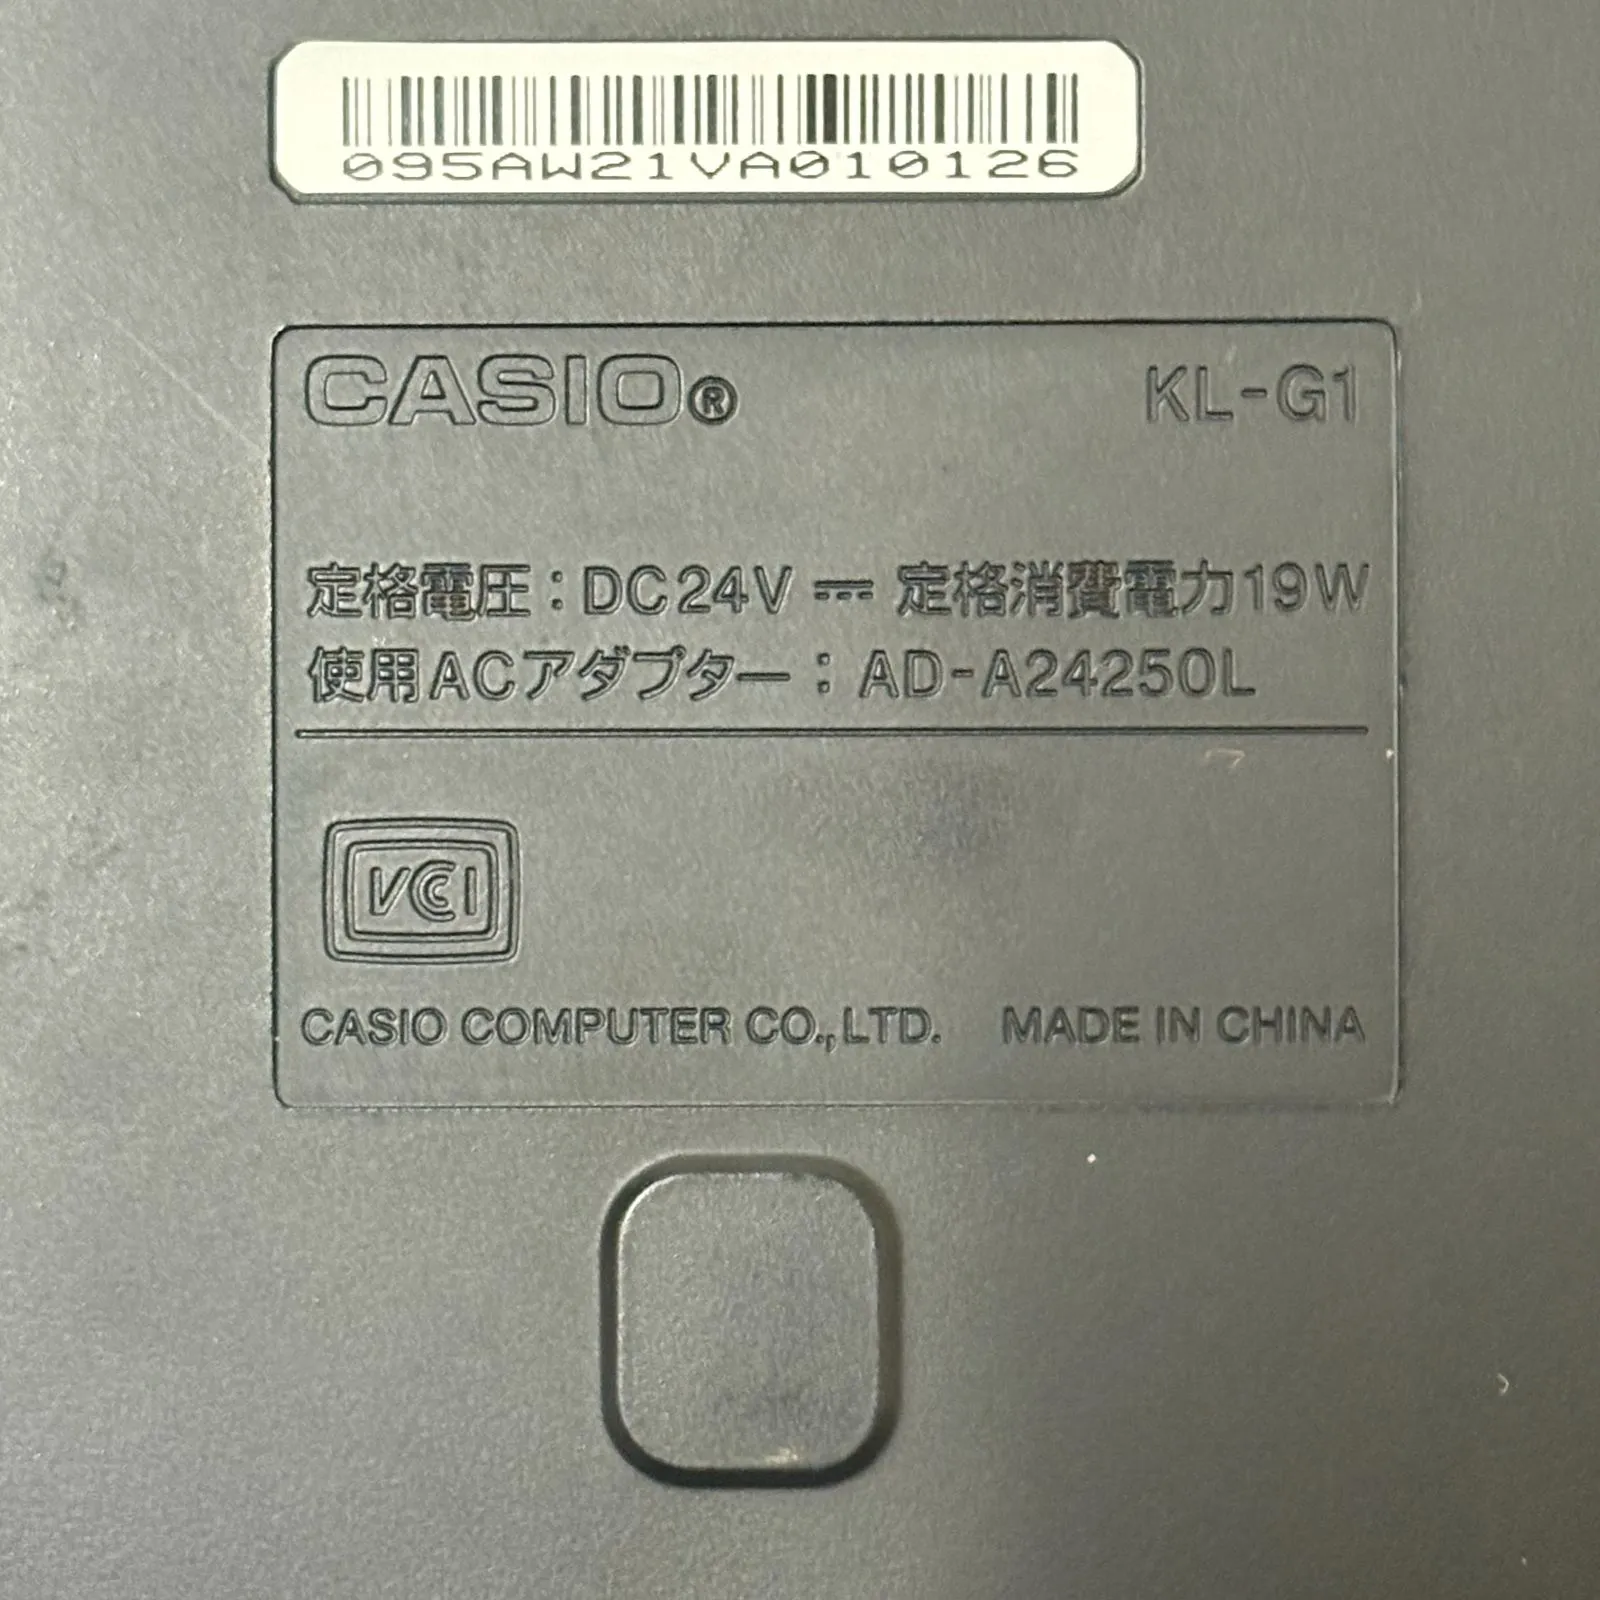 095AW21VA010126
CASIO® KL-G1
定格電圧：DC24V ⎓ 定格消費電力19W
使用ACアダプター：AD-A24250L
VCCI
CASIO COMPUTER CO.,LTD. MADE IN CHINA